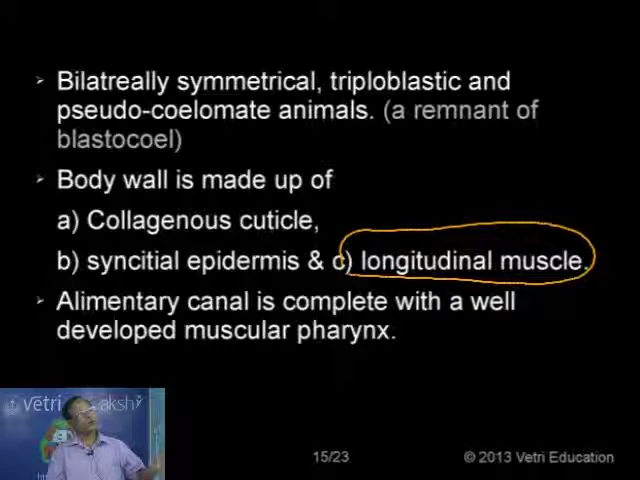 ➢ Bilatreally symmetrical, triploblastic and
pseudo-coelomate animals. (a remnant of
blastocoel)
➢ Body wall is made up of
a) Collagenous cuticle,
b) syncitial epidermis & c) longitudinal muscle.
➢ Alimentary canal is complete with a well
developed muscular pharynx.
Vetri
15/23
© 2013 Vetri Education